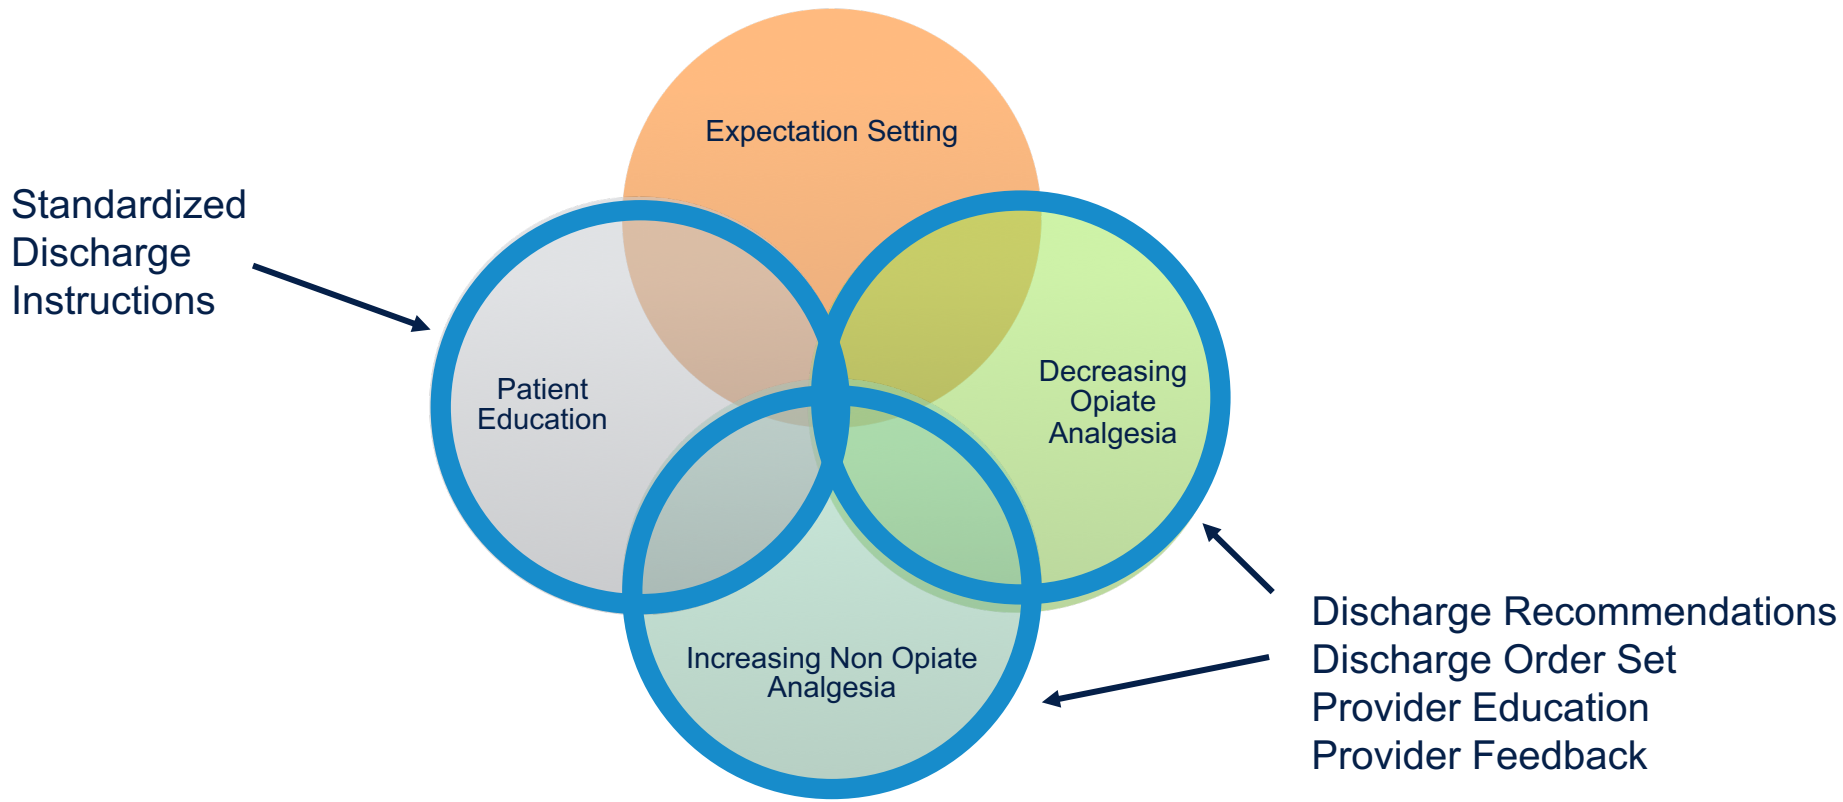 Expectation Setting
Standardized
Discharge
Instructions
Patient
Education
Decreasing
Opiate
Analgesia
Increasing Non Opiate
Analgesia
Discharge Recommendations
Discharge Order Set
Provider Education
Provider Feedback